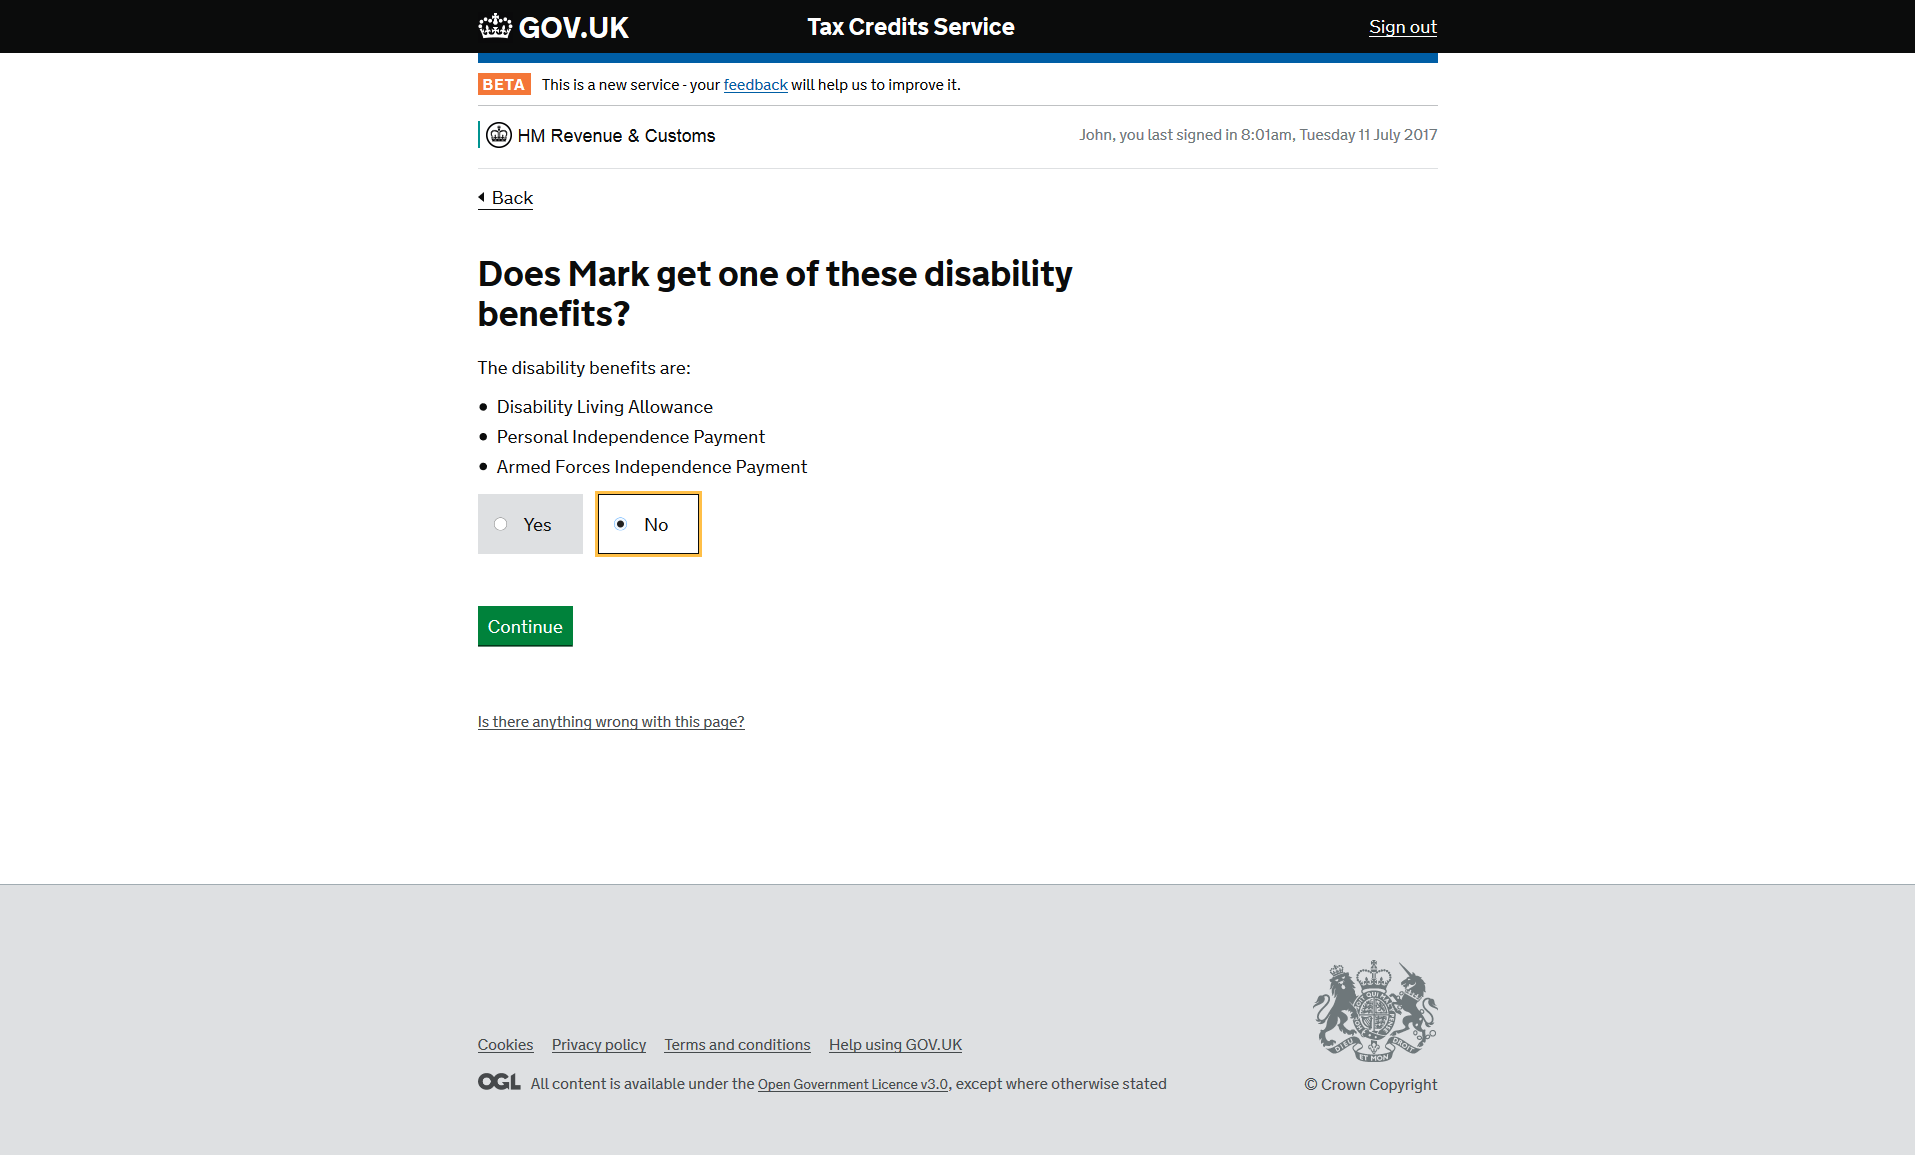 GOV.UK Tax Credits Service Sign out
BETA This is a new service - your feedback will help us to improve it.
HM Revenue & Customs John, you last signed in 8:01am, Tuesday 11 July 2017
Back
Does Mark get one of these disability
benefits?
The disability benefits are:
• Disability Living Allowance
• Personal Independence Payment
• Armed Forces Independence Payment
Yes No
Continue
Is there anything wrong with this page?
Cookies Privacy policy Terms and conditions Help using GOV.UK
OGL All content is available under the Open Government Licence v3.0, except where otherwise stated
DIEU ET MON DROIT
© Crown Copyright